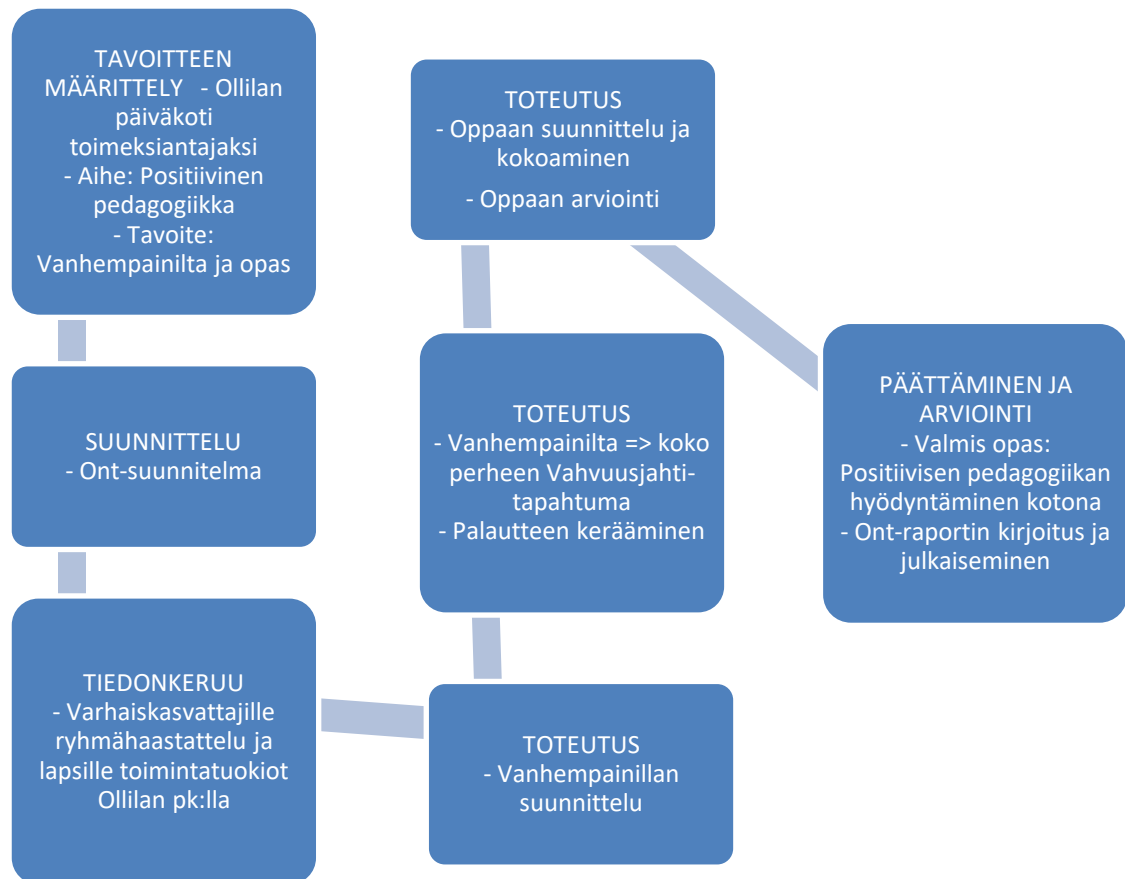 TAVOITTEEN
MÄÄRITTELY - Ollilan
päiväkoti
toimeksiantajaksi
- Aihe: Positiivinen
pedagogiikka
- Tavoite:
Vanhempainilta ja opas
SUUNNITTELU
- Ont-suunnitelma
TIEDONKERUU
- Varhaiskasvattajille
ryhmähaastattelu ja
lapsille toimintatuokiot
Ollilan pk:lla
TOTEUTUS
- Vanhempainillan
suunnittelu
TOTEUTUS
- Vanhempainilta => koko
perheen Vahvuusjahti-
tapahtuma
- Palautteen kerääminen
TOTEUTUS
- Oppaan suunnittelu ja
kokoaminen
- Oppaan arviointi
PÄÄTTÄMINEN JA
ARVIOINTI
- Valmis opas:
Positiivisen pedagogiikan
hyödyntäminen kotona
- Ont-raportin kirjoitus ja
julkaiseminen